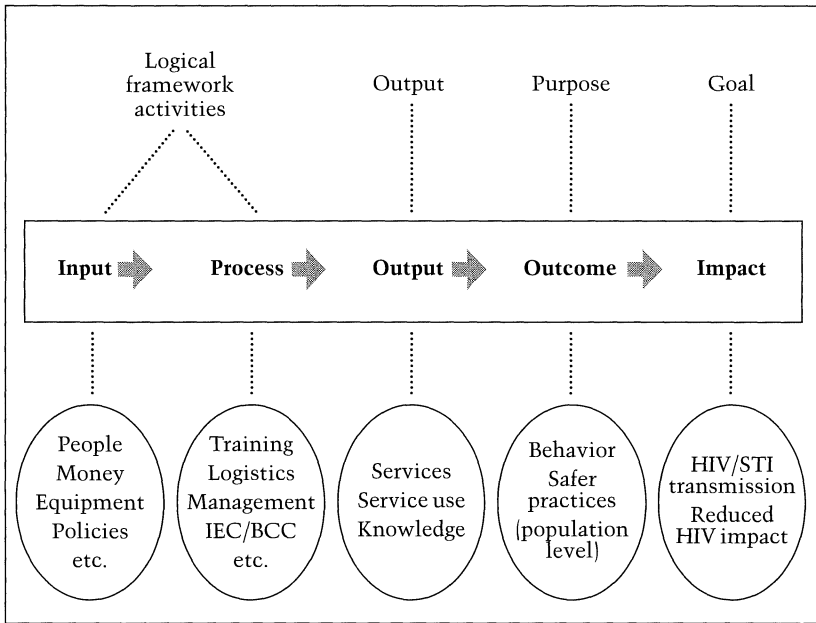 Logical
framework
activities
Output
Purpose
Goal
Input
Process
Output
Outcome
Impact
People
Money
Equipment
Policies
etc.
Training
Logistics
Management
IEC/BCC
etc.
Services
Service use
Knowledge
Behavior
Safer
practices
(population
level)
HIV/STI
transmission
Reduced
HIV impact